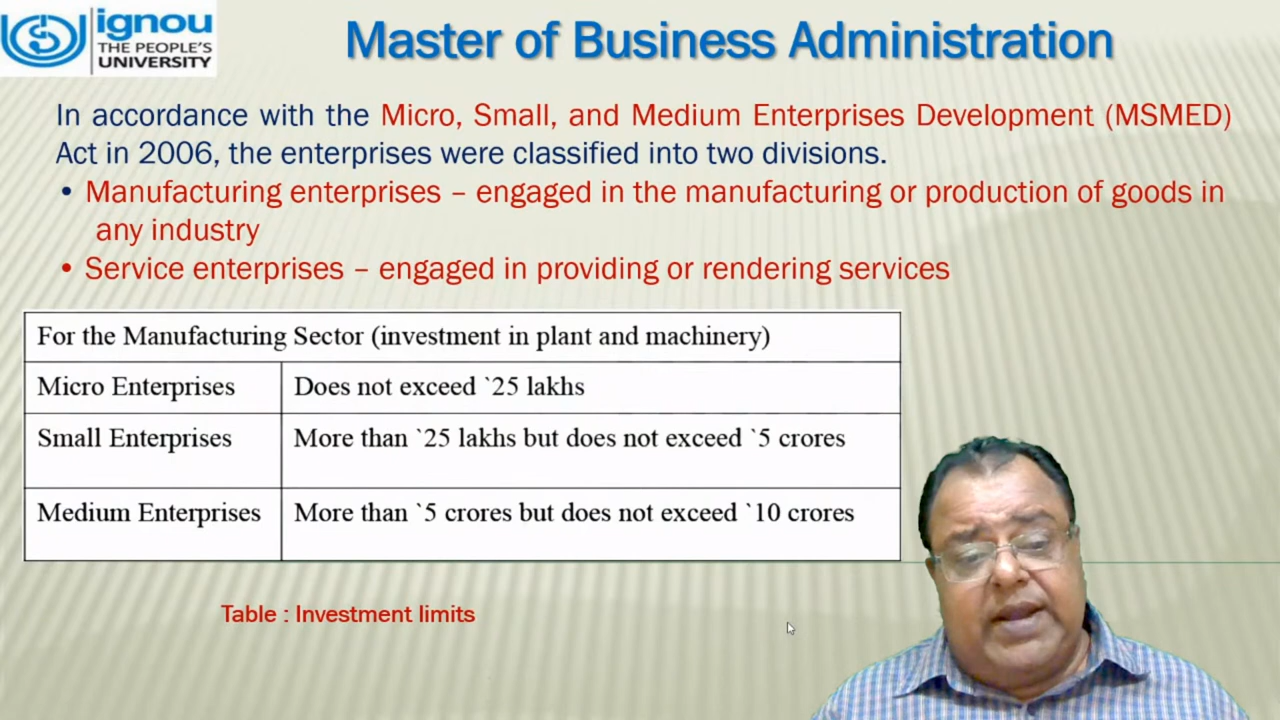 ignou
THE PEOPLE'S
UNIVERSITY
Master of Business Administration
In accordance with the Micro, Small, and Medium Enterprises Development (MSMED)
Act in 2006, the enterprises were classified into two divisions.
• Manufacturing enterprises – engaged in the manufacturing or production of goods in
any industry
• Service enterprises – engaged in providing or rendering services
For the Manufacturing Sector (investment in plant and machinery)
Micro Enterprises Does not exceed `25 lakhs
Small Enterprises More than `25 lakhs but does not exceed `5 crores
Medium Enterprises More than `5 crores but does not exceed `10 crores
Table : Investment limits